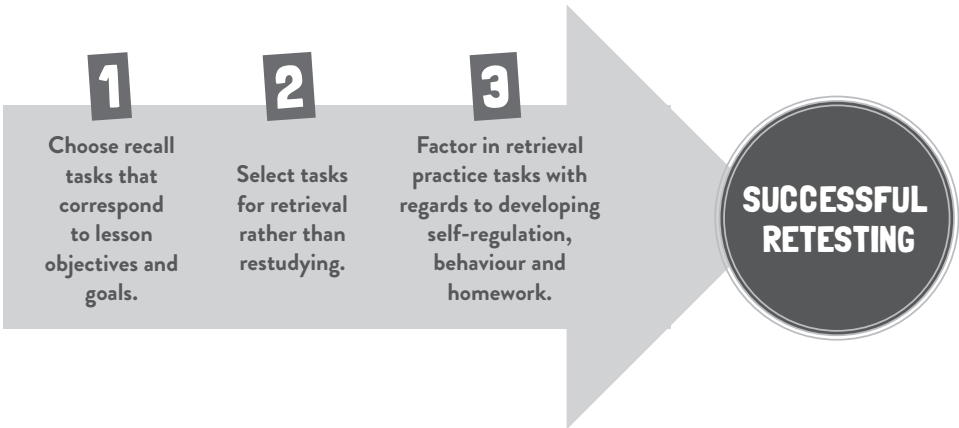 1
Choose recall
tasks that
correspond
to lesson
objectives and
goals.
2
Select tasks
for retrieval
rather than
restudying.
3
Factor in retrieval
practice tasks with
regards to developing
self-regulation,
behaviour and
homework.
SUCCESSFUL
RETESTING